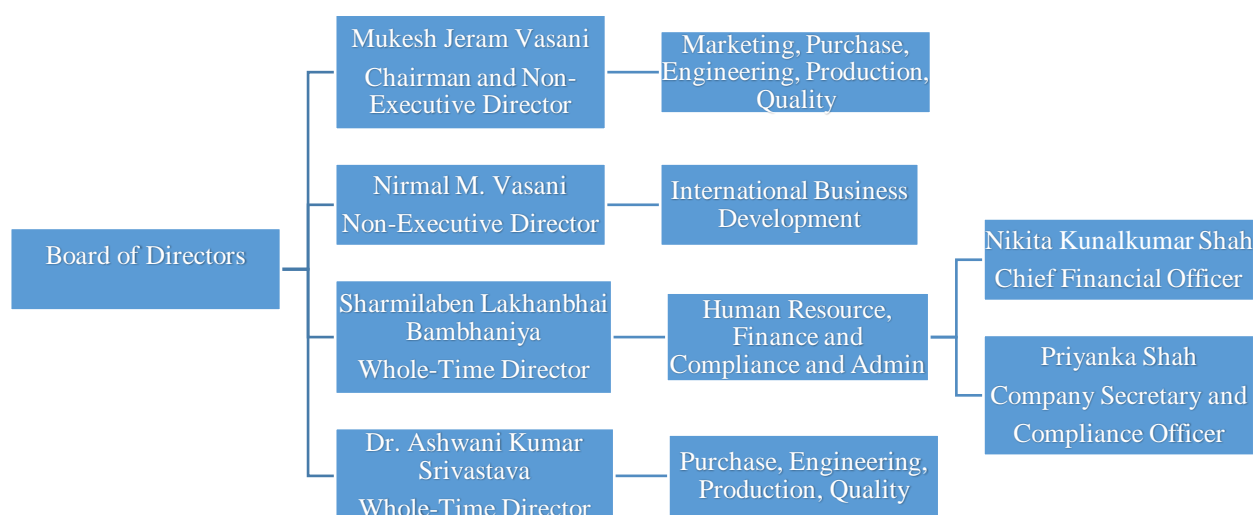 Board of Directors
Mukesh Jeram Vasani
Chairman and Non-
Executive Director
Marketing, Purchase,
Engineering, Production,
Quality
Nirmal M. Vasani
Non-Executive Director
International Business
Development
Sharmilaben Lakhanbhai
Bambhaniya
Whole-Time Director
Human Resource,
Finance and
Compliance and Admin
Nikita Kunalkumar Shah
Chief Financial Officer
Priyanka Shah
Company Secretary and
Compliance Officer
Dr. Ashwani Kumar
Srivastava
Whole-Time Director
Purchase, Engineering,
Production, Quality